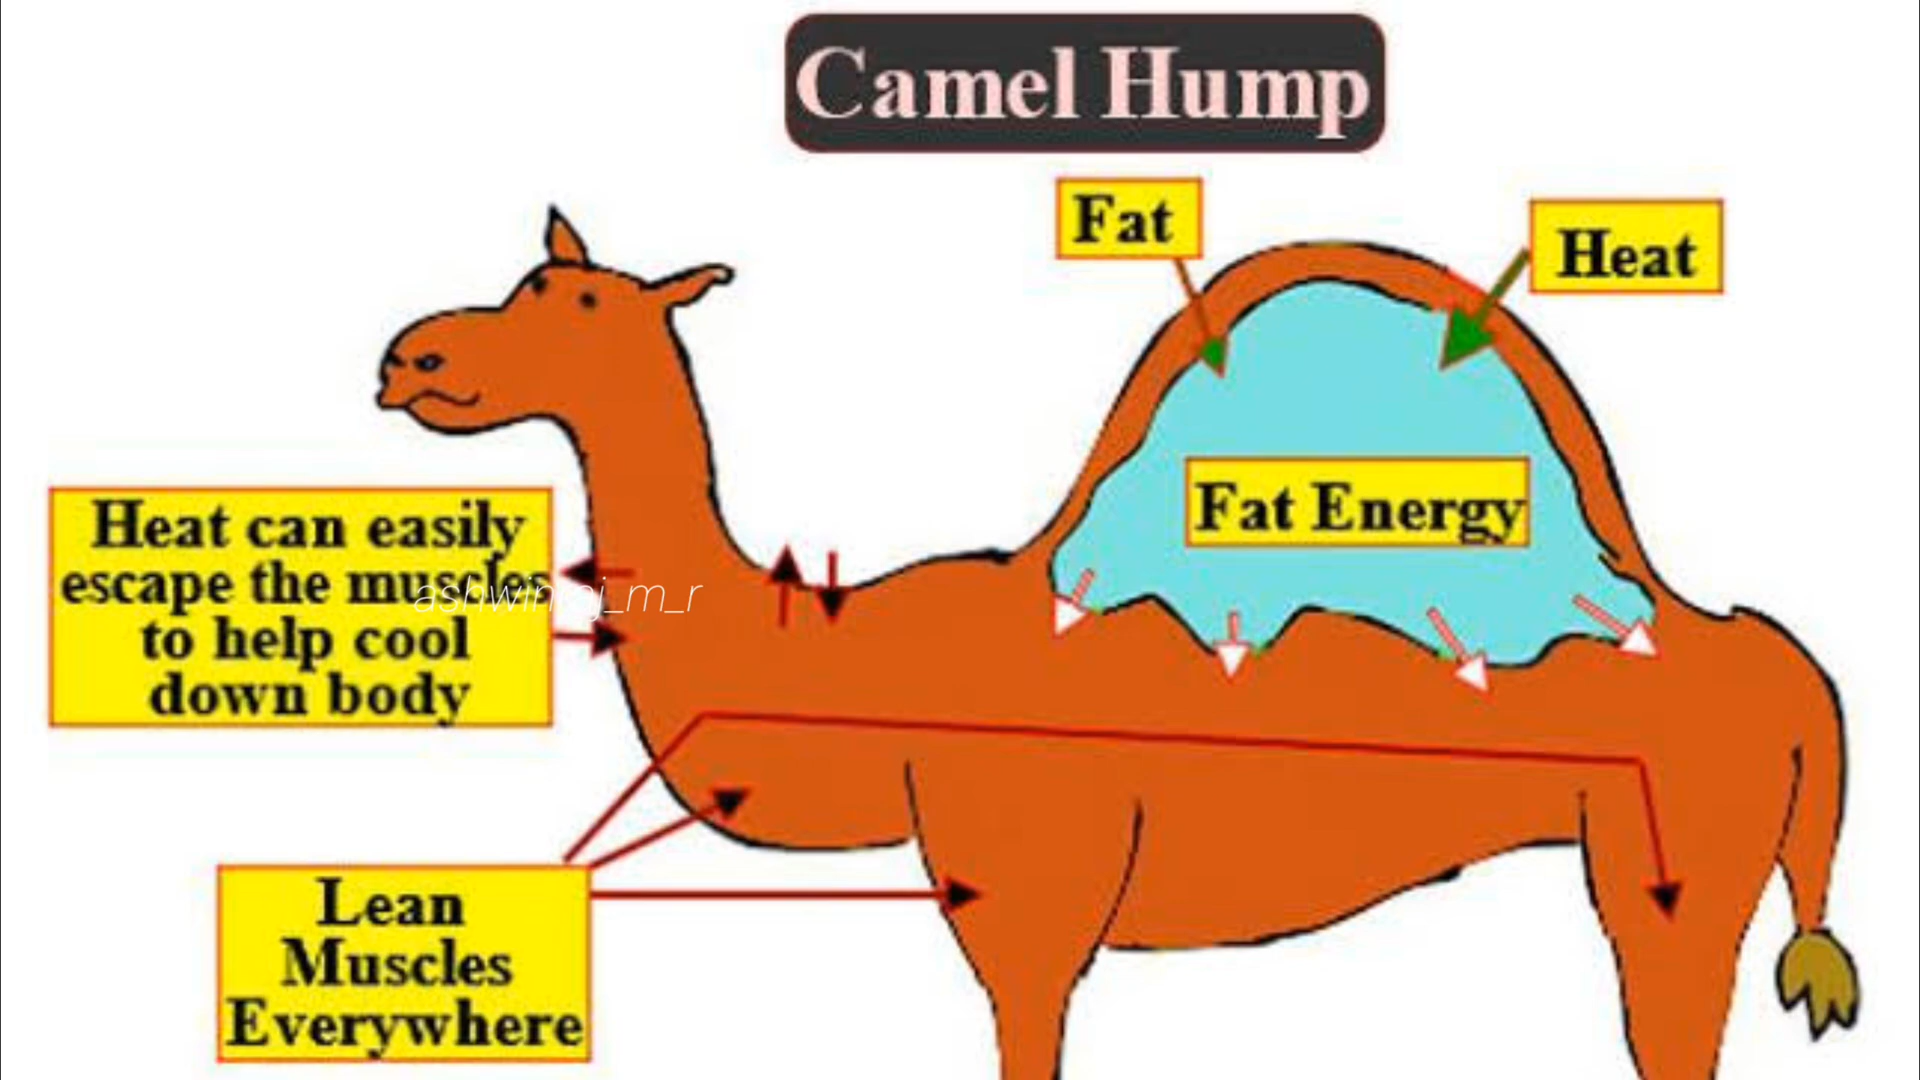 Camel Hump
Fat
Heat
Fat Energy
Heat can easily
escape the muscles
to help cool
down body
Lean
Muscles
Everywhere